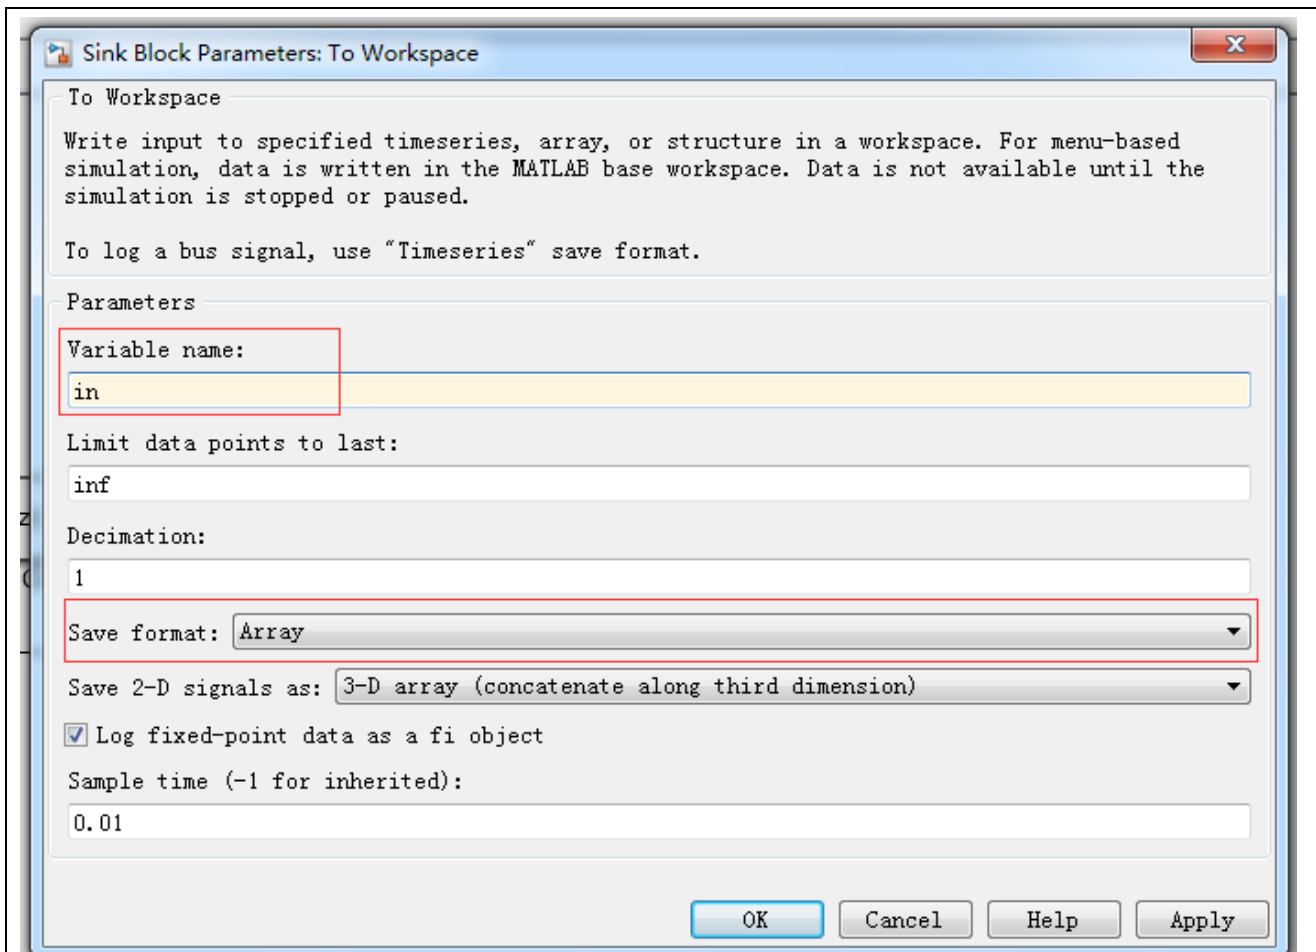 Sink Block Parameters: To Workspace
To Workspace
Write input to specified timeseries, array, or structure in a workspace. For menu-based
simulation, data is written in the MATLAB base workspace. Data is not available until the
simulation is stopped or paused.
To log a bus signal, use "Timeseries" save format.
Parameters
Variable name:
in
Limit data points to last:
inf
Decimation:
1
Save format: Array
Save 2-D signals as: 3-D array (concatenate along third dimension)
Log fixed-point data as a fi object
Sample time (-1 for inherited):
0.01
OK Cancel Help Apply